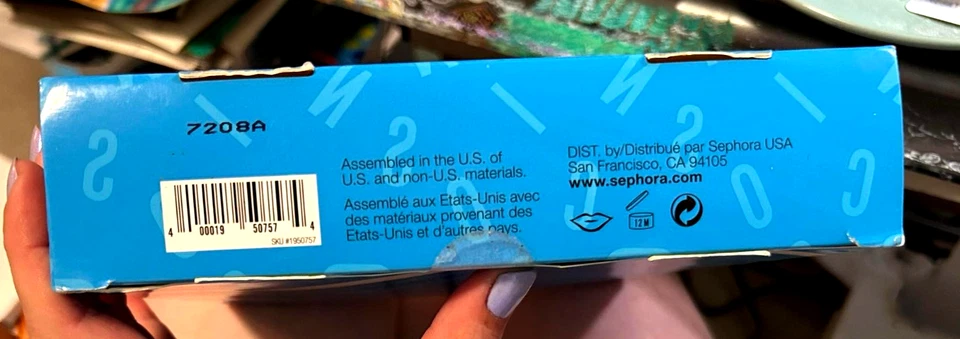 7208A
4 00019 50757 4
SKU #1950757
Assembled in the U.S. of
U.S. and non-U.S. materials.
Assemblé aux Etats-Unis avec
des matériaux provenant des
Etats-Unis et d'autres pays.
DIST. by/Distribué par Sephora USA
San Francisco, CA 94105
www.sephora.com
12M